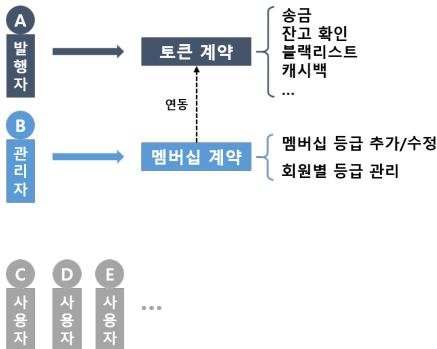 A
발행자
토큰 계약
송금
잔고 확인
블랙리스트
캐시백
...
연동
B
관리자
멤버십 계약
멤버십 등급 추가/수정
회원별 등급 관리
C
사용자
D
사용자
E
사용자
...